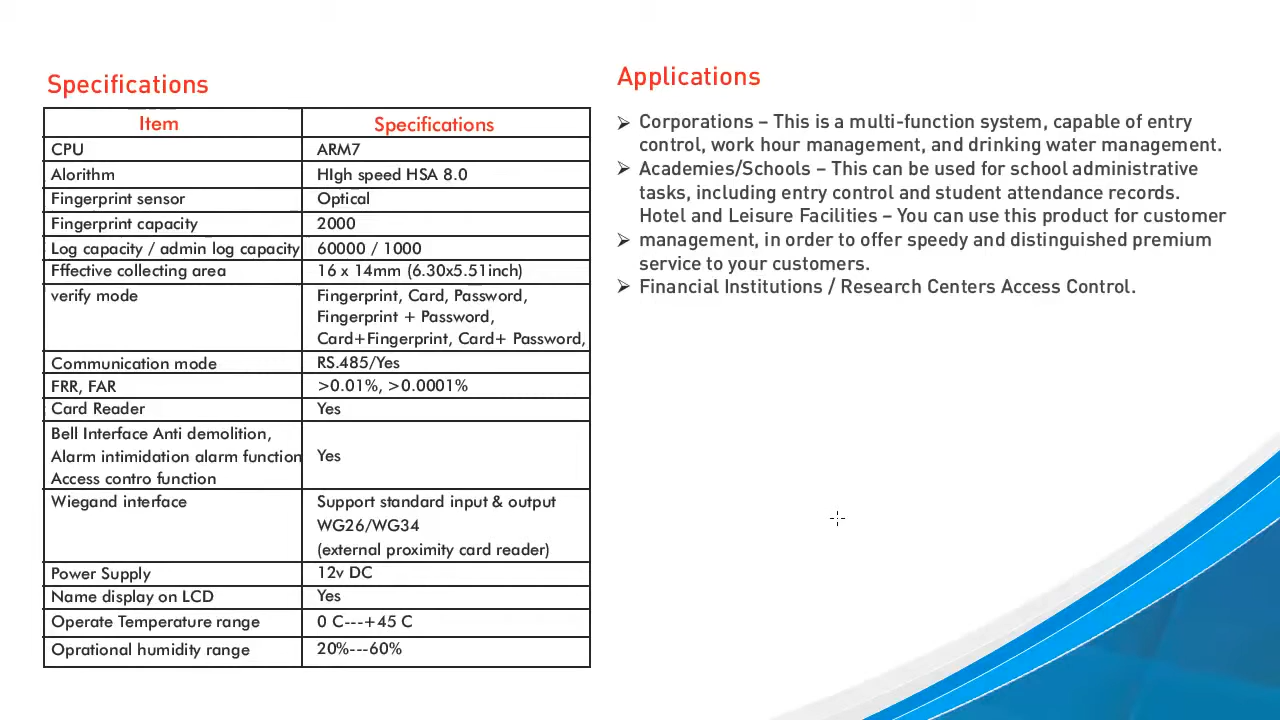 Specifications
Item Specifications
CPU ARM7
Alorithm HIgh speed HSA 8.0
Fingerprint sensor Optical
Fingerprint capacity 2000
Log capacity / admin log capacity 60000 / 1000
Fffective collecting area 16 x 14mm (6.30x5.51inch)
verify mode Fingerprint, Card, Password,
Fingerprint + Password,
Card+Fingerprint, Card+ Password,
Communication mode RS.485/Yes
FRR, FAR >0.01%, >0.0001%
Card Reader Yes
Bell Interface Anti demolition,
Alarm intimidation alarm function Yes
Access contro function
Wiegand interface Support standard input & output
WG26/WG34
(external proximity card reader)
Power Supply 12v DC
Name display on LCD Yes
Operate Temperature range 0 C---+45 C
Oprational humidity range 20%---60%
Applications
➢ Corporations – This is a multi-function system, capable of entry
control, work hour management, and drinking water management.
➢ Academies/Schools – This can be used for school administrative
tasks, including entry control and student attendance records.
Hotel and Leisure Facilities – You can use this product for customer
➢ management, in order to offer speedy and distinguished premium
service to your customers.
➢ Financial Institutions / Research Centers Access Control.